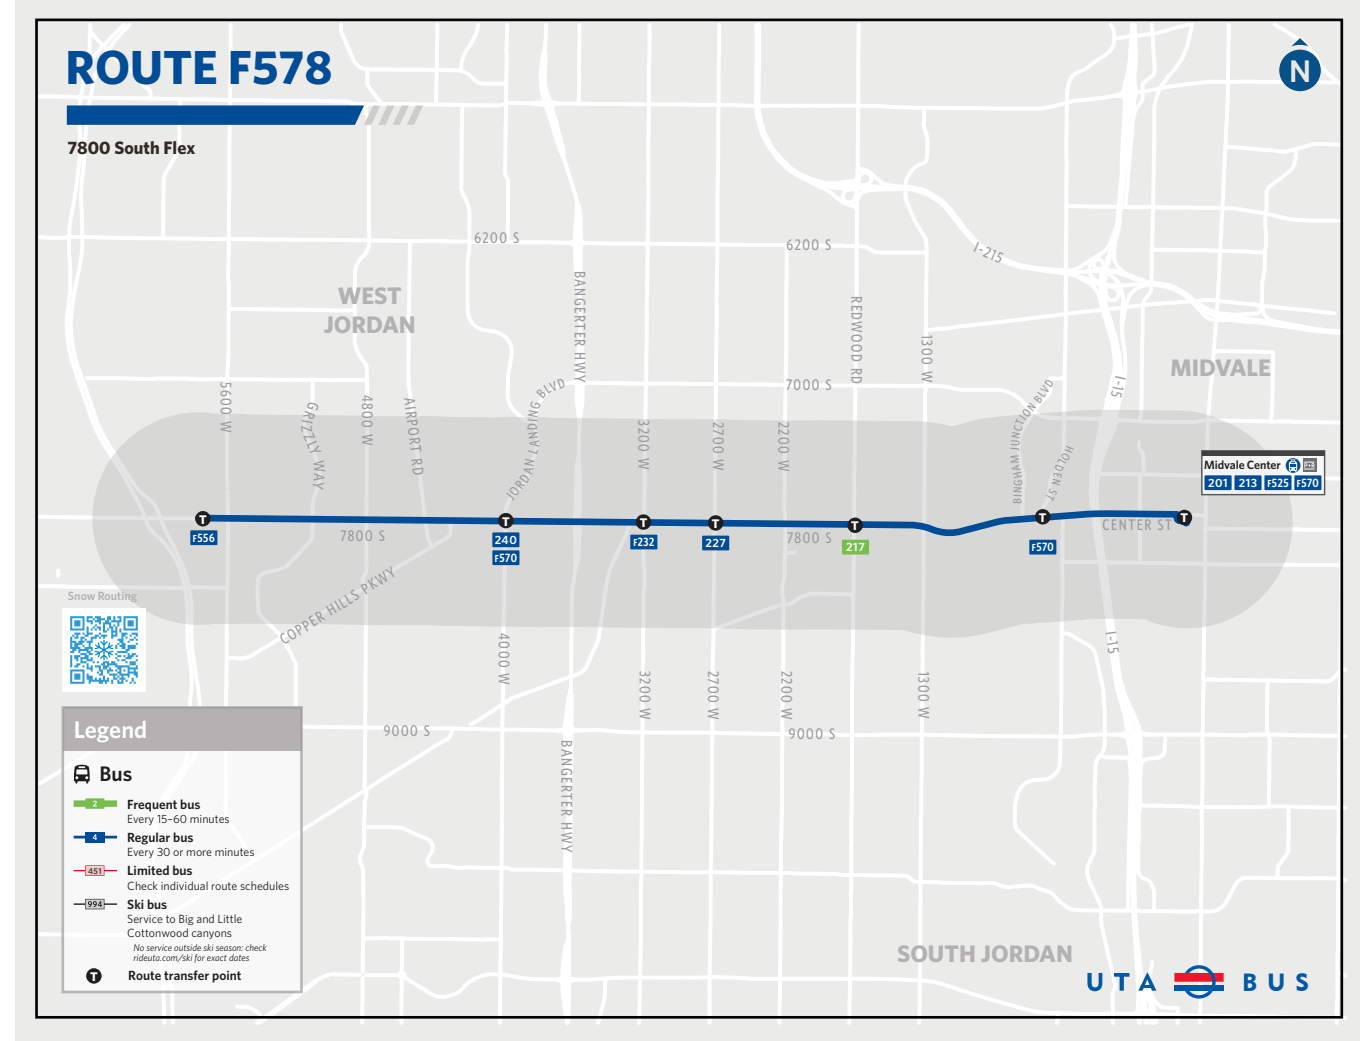 ROUTE F578
7800 South Flex
N
6200 S
6200 S
I-215
WEST
JORDAN
BANGERTER HWY
REDWOOD RD
1300 W
MIDVALE
7000 S
I-15
5600 W
GRIZZLY WAY
4800 W
AIRPORT RD
JORDAN LANDING BLVD
3200 W
2700 W
2200 W
BINGHAM JUNCTION BLVD
HOLDEN ST
Midvale Center
201 213 F525 F570
T T T T T T T
F556
7800 S
240
F570
F232
227
7800 S
217
F570
CENTER ST
COPPER HILLS PKWY
Snow Routing
4000 W
3200 W
2700 W
2200 W
1300 W
I-15
9000 S
9000 S
BANGERTER HWY
SOUTH JORDAN
Legend
Bus
2 Frequent bus
Every 15–60 minutes
4 Regular bus
Every 30 or more minutes
451 Limited bus
Check individual route schedules
994 Ski bus
Service to Big and Little
Cottonwood canyons
No service outside ski season: check
rideuta.com/ski for exact dates
T Route transfer point
UTA BUS